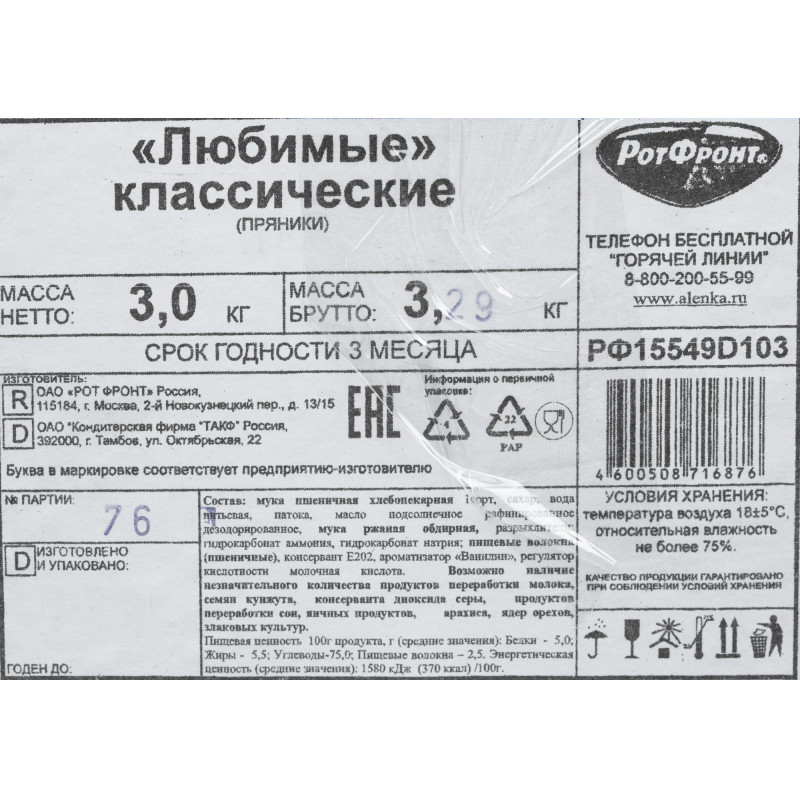 «Любимые»
классические
(ПРЯНИКИ)
РотФронт®
ТЕЛЕФОН БЕСПЛАТНОЙ
"ГОРЯЧЕЙ ЛИНИИ"
8-800-200-55-99
www.alenka.ru
МАССА
НЕТТО: 3,0 КГ
МАССА
БРУТТО: 3,29 КГ
СРОК ГОДНОСТИ 3 МЕСЯЦА
РФ15549D103
ИЗГОТОВИТЕЛЬ:
R ОАО «РОТ ФРОНТ» Россия,
115184, г. Москва, 2-й Новокузнецкий пер., д. 13/15
D ОАО "Кондитерская фирма "ТАКФ" Россия,
392000, г. Тамбов, ул. Октябрьская, 22
Буква в маркировке соответствует предприятию-изготовителю
EAC
Информация о первичной
упаковке:
22
PAP
4 600508 716876
№ ПАРТИИ: 76
D ИЗГОТОВЛЕНО
И УПАКОВАНО:
ГОДЕН ДО:
Состав: мука пшеничная хлебопекарная 1сорт, сахар, вода
питьевая, патока, масло подсолнечное рафинированное
дезодорированное, мука ржаная обдирная, разрыхлители:
гидрокарбонат аммония, гидрокарбонат натрия; пищевые волокна
(пшеничные), консервант Е202, ароматизатор «Ванилин», регулятор
кислотности молочная кислота. Возможно наличие
незначительного количества продуктов переработки молока,
семян кунжута, консерванта диоксида серы, продуктов
переработки сои, яичных продуктов, арахиса, ядер орехов,
злаковых культур.
Пищевая ценность 100г продукта, г (средние значения): Белки - 5,0;
Жиры - 5,5; Углеводы-75,0; Пищевые волокна – 2,5. Энергетическая
ценность (средние значения): 1580 кДж (370 ккал) /100г.
УСЛОВИЯ ХРАНЕНИЯ:
температура воздуха 18±5°С,
относительная влажность
не более 75%.
КАЧЕСТВО ПРОДУКЦИИ ГАРАНТИРОВАНО
ПРИ СОБЛЮДЕНИИ УСЛОВИЙ ХРАНЕНИЯ